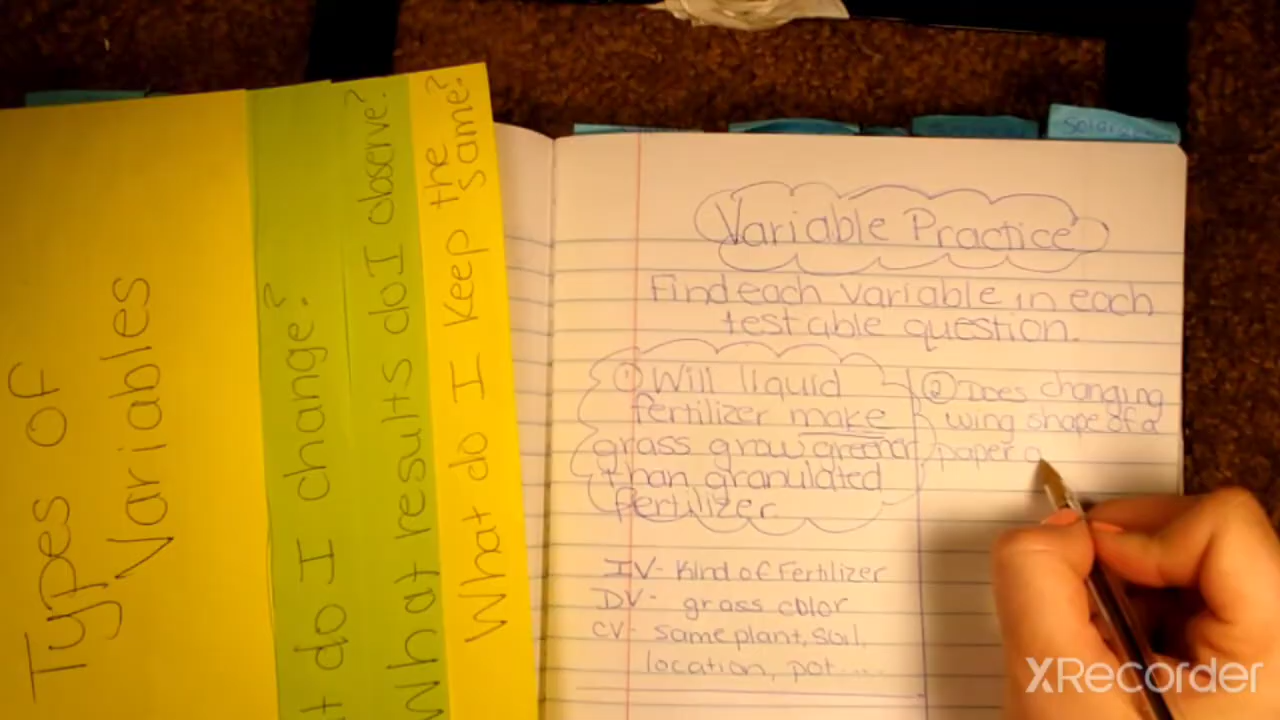 Types of
Variables
What do I change?
What results do I observe?
What do I keep the
same?
Solar
Variable Practice
Find each variable in each
testable question.
① Will liquid
fertilizer make
grass grow greener
than granulated
fertilizer
IV- Kind of Fertilizer
DV- grass color
CV- same plant, soil,
location, pot....
② Does changing
wing shape of a
paper a
XRecorder